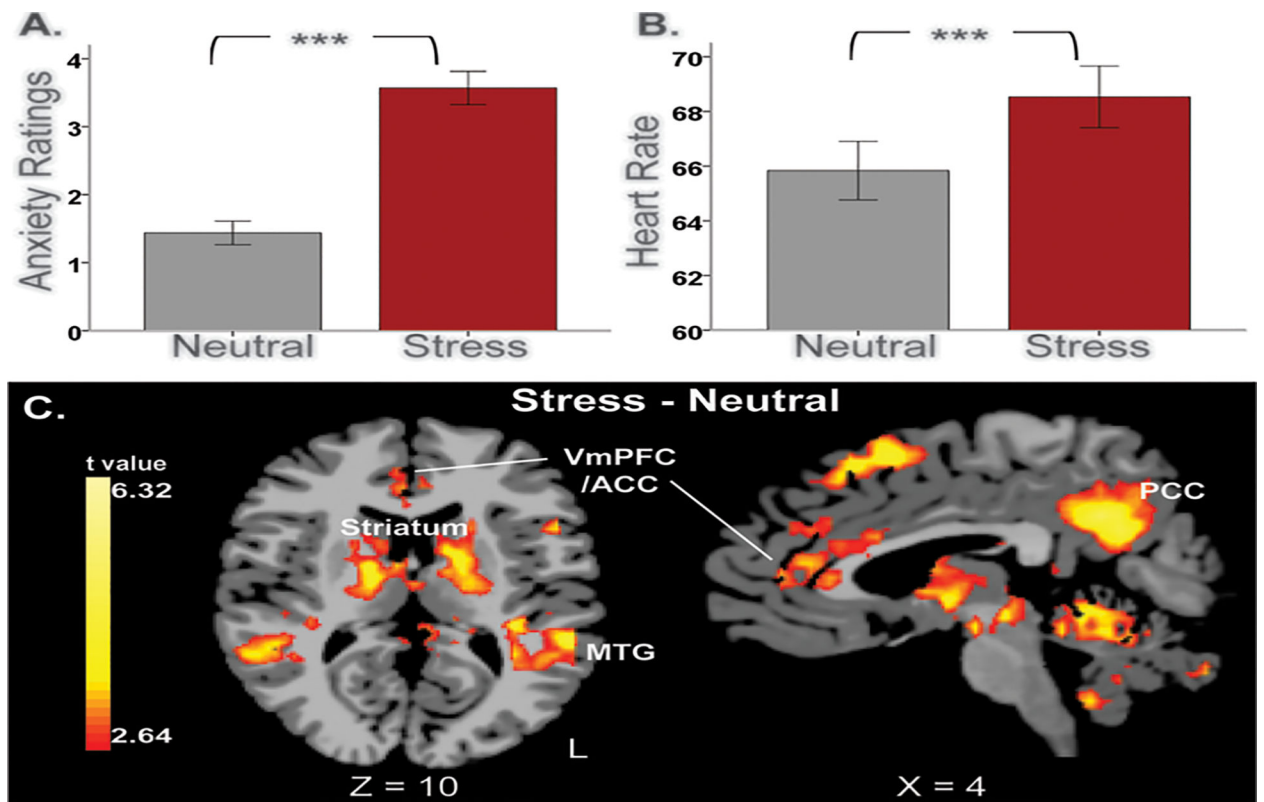 A.
***
Anxiety Ratings
4
3
2
1
0
Neutral
Stress
B.
***
Heart Rate
70
68
66
64
62
60
Neutral
Stress
C.
Stress - Neutral
t value
6.32
2.64
VmPFC
/ACC
Striatum
PCC
MTG
L
Z = 10
X = 4